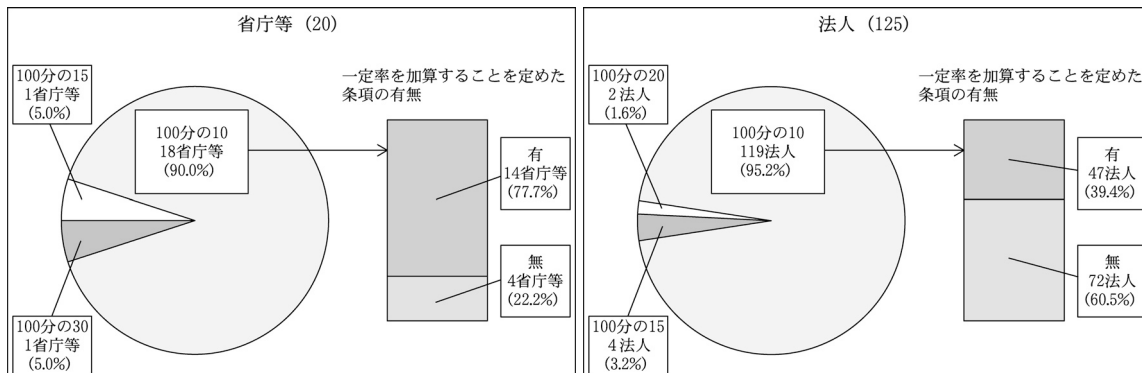 省庁等 (20)
100分の15
1省庁等
(5.0%)
100分の10
18省庁等
(90.0%)
一定率を加算することを定めた
条項の有無
有
14省庁等
(77.7%)
無
4省庁等
(22.2%)
100分の30
1省庁等
(5.0%)
法人 (125)
100分の20
2法人
(1.6%)
100分の10
119法人
(95.2%)
一定率を加算することを定めた
条項の有無
有
47法人
(39.4%)
無
72法人
(60.5%)
100分の15
4法人
(3.2%)